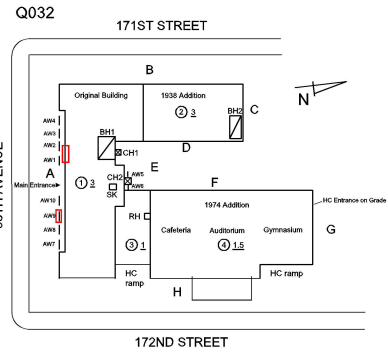 Q032
171ST STREET
B
N
Original Building
1938 Addition
2 3
BH2
C
AW4
AW3
AW2
AW1
BH1
CH1
D
A
Main Entrance
1 3
CH2
SK
AW5
AW6
E
F
AW10
AW9
AW8
AW7
RH
3 1
1974 Addition
Cafeteria
Auditorium
Gymnasium
4 1.5
HC Entrance on Grade
G
HC
ramp
H
HC ramp
172ND STREET